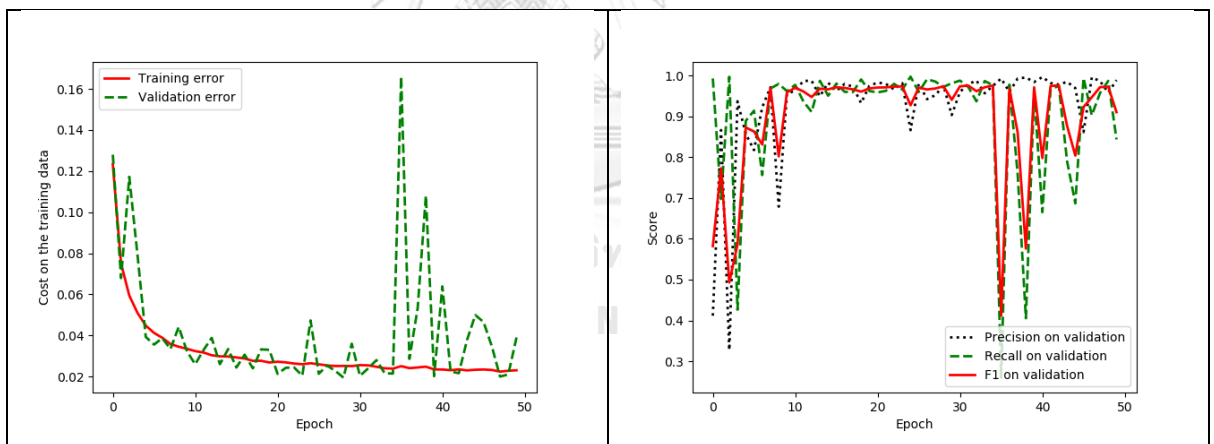 Training error
Validation error
0.16
0.14
0.12
0.10
0.08
0.06
0.04
0.02
Cost on the training data
0 10 20 30 40 50
Epoch
1.0
0.9
0.8
0.7
0.6
0.5
0.4
0.3
Score
Precision on validation
Recall on validation
F1 on validation
0 10 20 30 40 50
Epoch